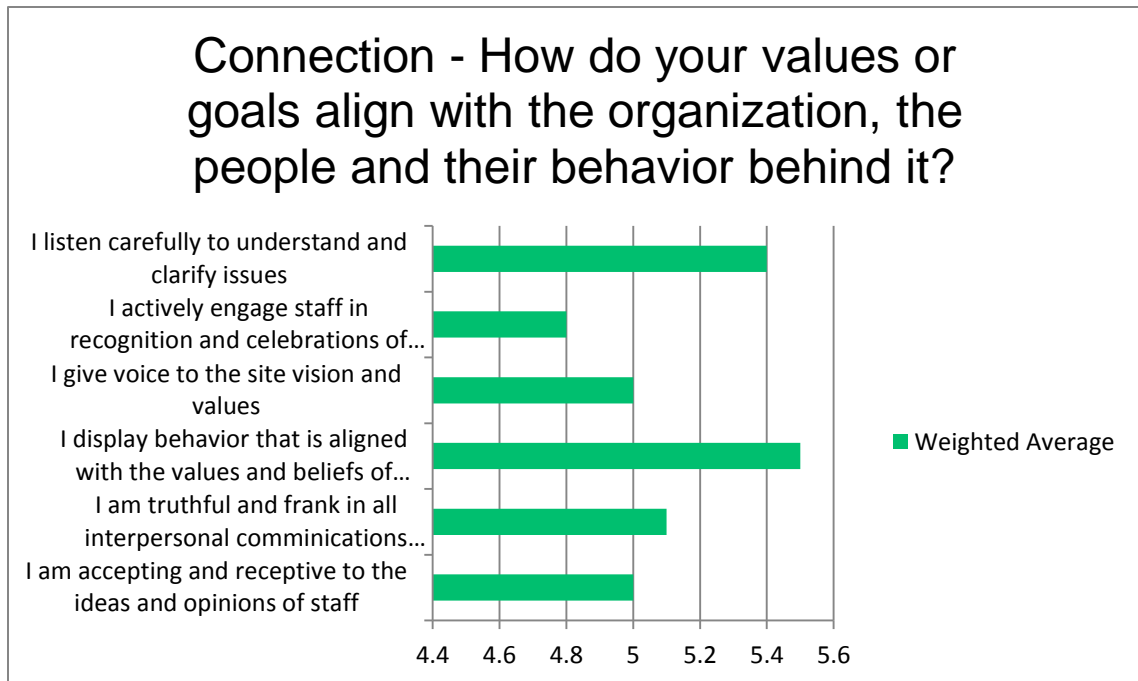 Connection - How do your values or
goals align with the organization, the
people and their behavior behind it?
I listen carefully to understand and
clarify issues
I actively engage staff in
recognition and celebrations of...
I give voice to the site vision and
values
I display behavior that is aligned
with the values and beliefs of...
I am truthful and frank in all
interpersonal comminications...
I am accepting and receptive to the
ideas and opinions of staff
Weighted Average
4.4 4.6 4.8 5 5.2 5.4 5.6